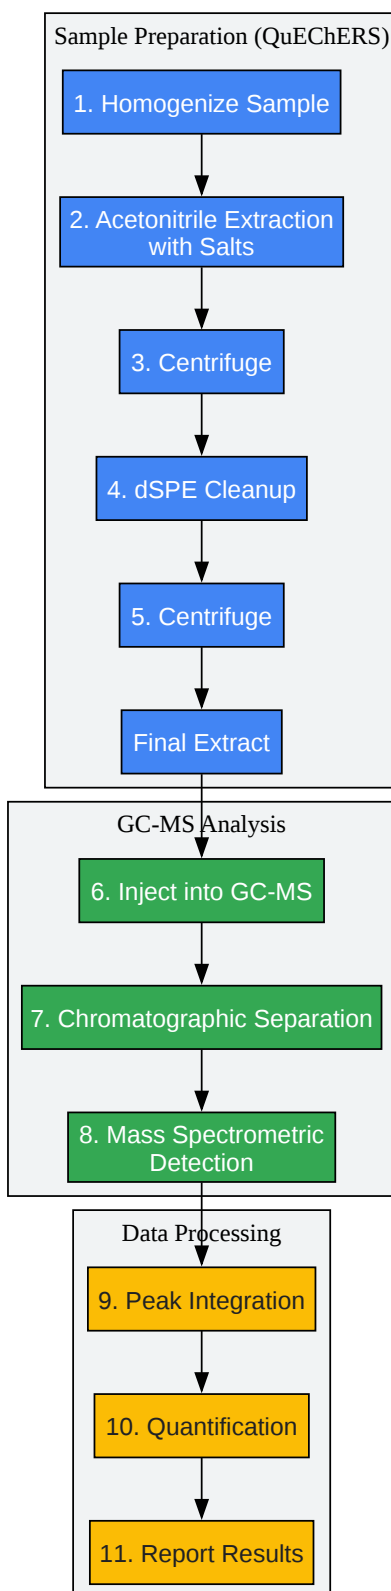 Sample Preparation (QuEChERS)
1. Homogenize Sample
2. Acetonitrile Extraction
with Salts
3. Centrifuge
4. dSPE Cleanup
5. Centrifuge
Final Extract
GC-MS Analysis
6. Inject into GC-MS
7. Chromatographic Separation
8. Mass Spectrometric
Detection
Data Processing
9. Peak Integration
10. Quantification
11. Report Results